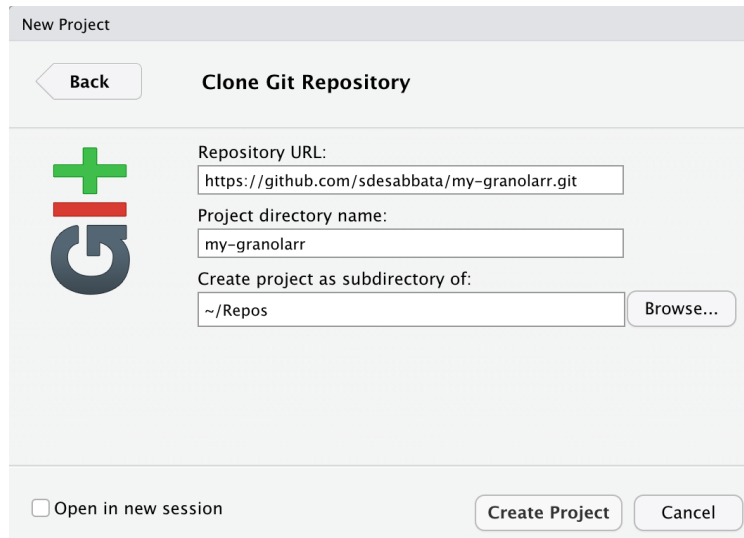 New Project
Back
Clone Git Repository
Repository URL:
https://github.com/sdesabbata/my-granolarr.git
Project directory name:
my-granolarr
Create project as subdirectory of:
~/Repos
Browse...
GIt
Open in new session
Create Project
Cancel